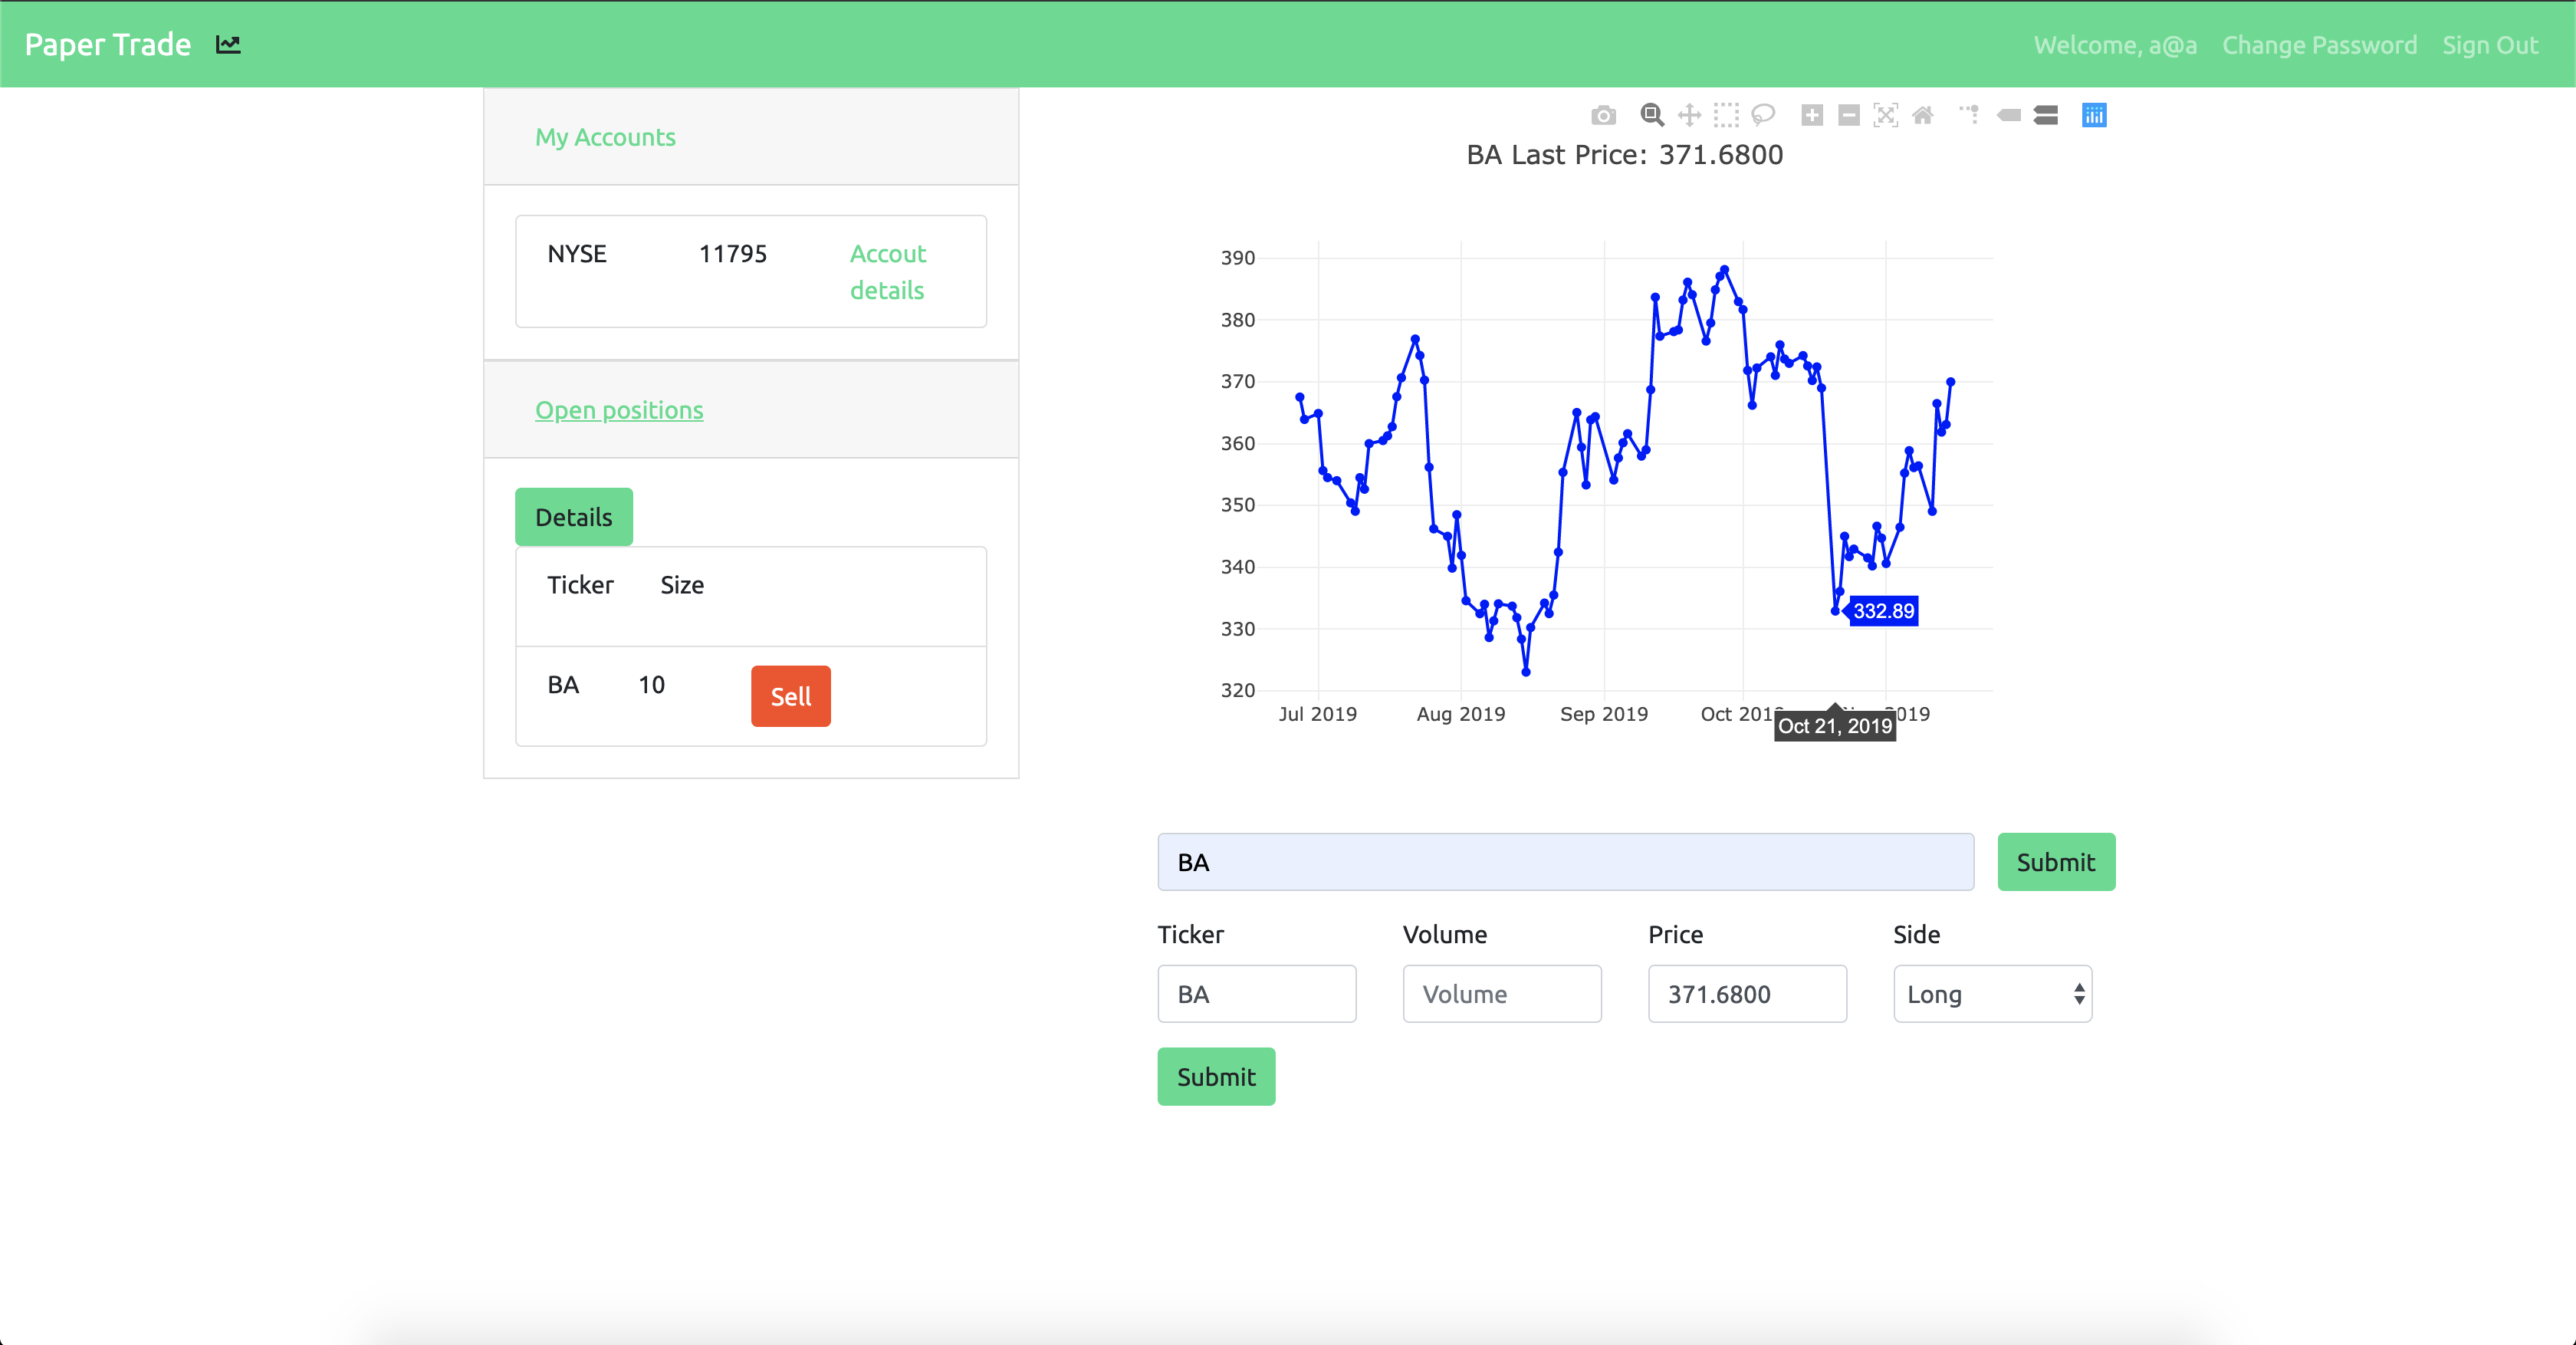 Paper Trade
Welcome, a@a Change Password Sign Out
My Accounts
NYSE 11795 Accout
details
Open positions
Details
Ticker Size
BA 10 Sell
BA Last Price: 371.6800
390
380
370
360
350
340
330
320
332.89
Jul 2019 Aug 2019 Sep 2019 Oct 201 2019
Oct 21, 2019
BA Submit
Ticker Volume Price Side
BA Volume 371.6800 Long
Submit